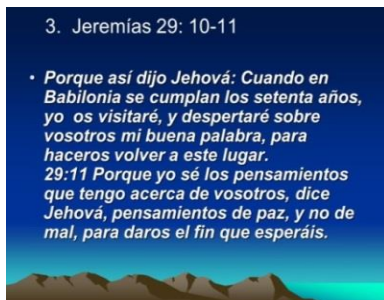 3. Jeremías 29: 10-11
• Porque así dijo Jehová: Cuando en
Babilonia se cumplan los setenta años,
yo os visitaré, y despertaré sobre
vosotros mi buena palabra, para
haceros volver a este lugar.
29:11 Porque yo sé los pensamientos
que tengo acerca de vosotros, dice
Jehová, pensamientos de paz, y no de
mal, para daros el fin que esperáis.